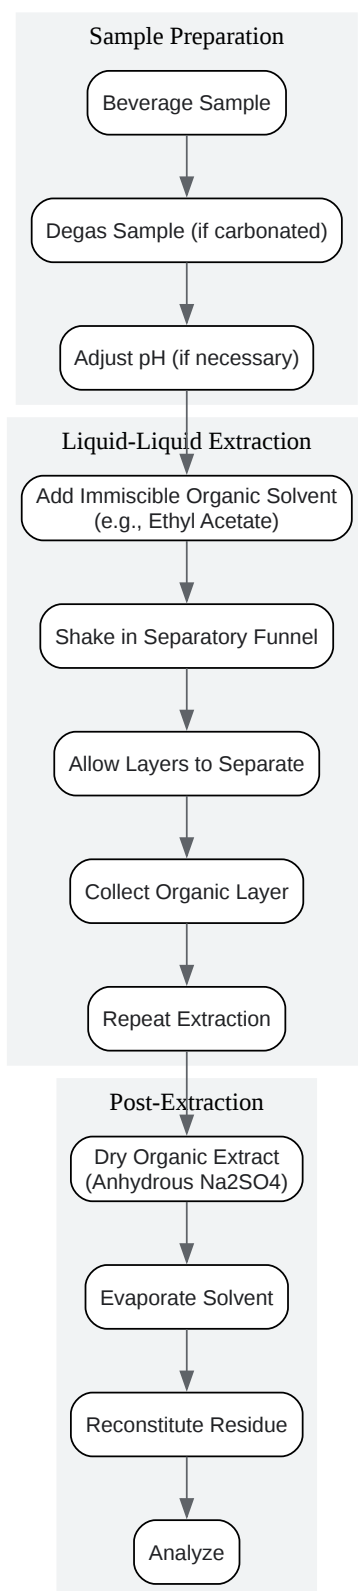 Sample Preparation
Beverage Sample
Degas Sample (if carbonated)
Adjust pH (if necessary)
Liquid-Liquid Extraction
Add Immiscible Organic Solvent
(e.g., Ethyl Acetate)
Shake in Separatory Funnel
Allow Layers to Separate
Collect Organic Layer
Repeat Extraction
Post-Extraction
Dry Organic Extract
(Anhydrous Na2SO4)
Evaporate Solvent
Reconstitute Residue
Analyze